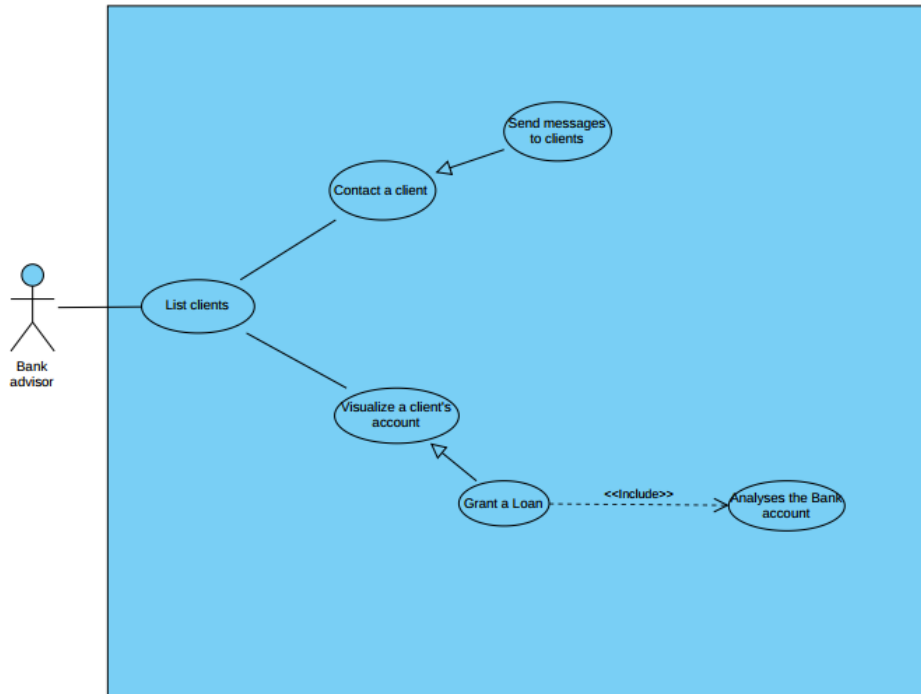 Send messages
to clients
Contact a client
List clients
Bank
advisor
Visualize a client's
account
Grant a Loan
<<Include>>
Analyses the Bank
account